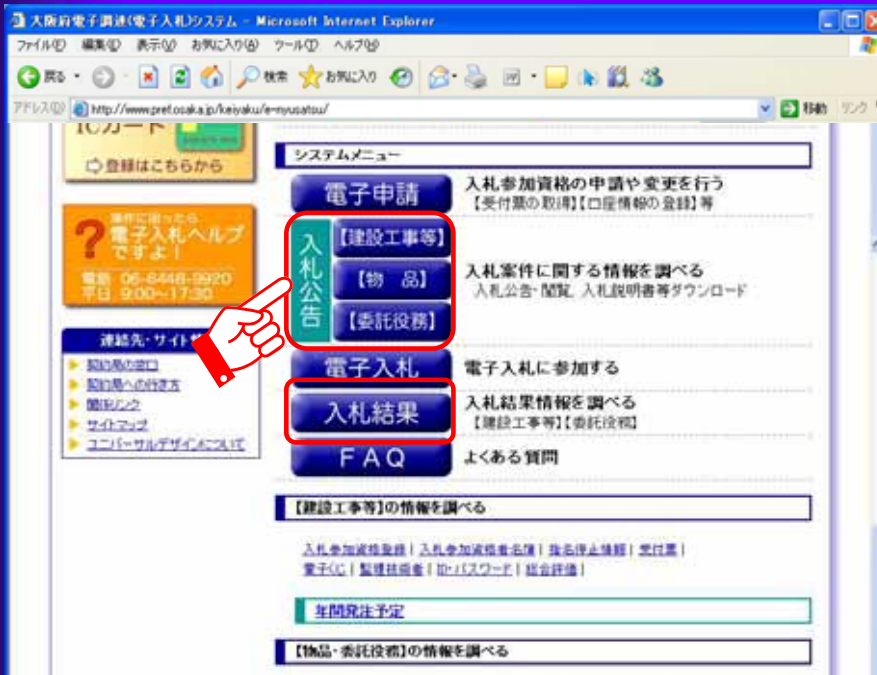 大阪府電子調達(電子入札)システム - Microsoft Internet Explorer
ファイル(F) 編集(E) 表示(V) お気に入り(A) ツール(T) ヘルプ(H)
戻る 検索 お気に入り
アドレス(D) http://www.pref.osaka.jp/keiyaku/e-nyusatsu/ 移動 リンク
ICカード
登録はこちらから
操作に困ったら
電子入札ヘルプ
ですよ!
電話 06-6448-9920
平日 9:00~17:30
連絡先・サイト
契約局の窓口
契約局への行き方
関係リンク
サイトマップ
ユニバーサルデザインについて
システムメニュー
電子申請
入札参加資格の申請や変更を行う
【受付票の取得】【口座情報の登録】等
入札公告
【建設工事等】
【物 品】
【委託役務】
入札案件に関する情報を調べる
入札公告・閲覧、入札説明書等ダウンロード
電子入札
電子入札に参加する
入札結果
入札結果情報を調べる
【建設工事等】【委託役務】
FAQ
よくある質問
【建設工事等】の情報を調べる
入札参加資格登録 | 入札参加資格者名簿 | 指名停止情報 | 受付票 |
電子くじ | 監理技術者 | ID・パスワード | 総合評価 |
年間発注予定
【物品・委託役務】の情報を調べる